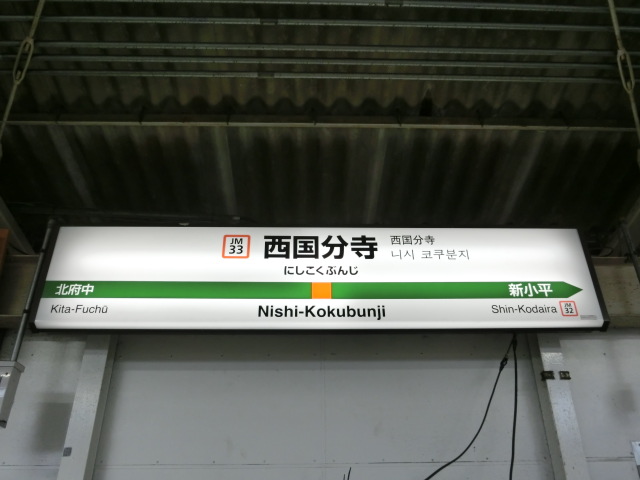 JM
33
西国分寺
西国分寺
니시 코쿠분지
にしこくぶんじ
北府中
新小平
Kita-Fuchū
Nishi-Kokubunji
Shin-Kodaira
JM
32